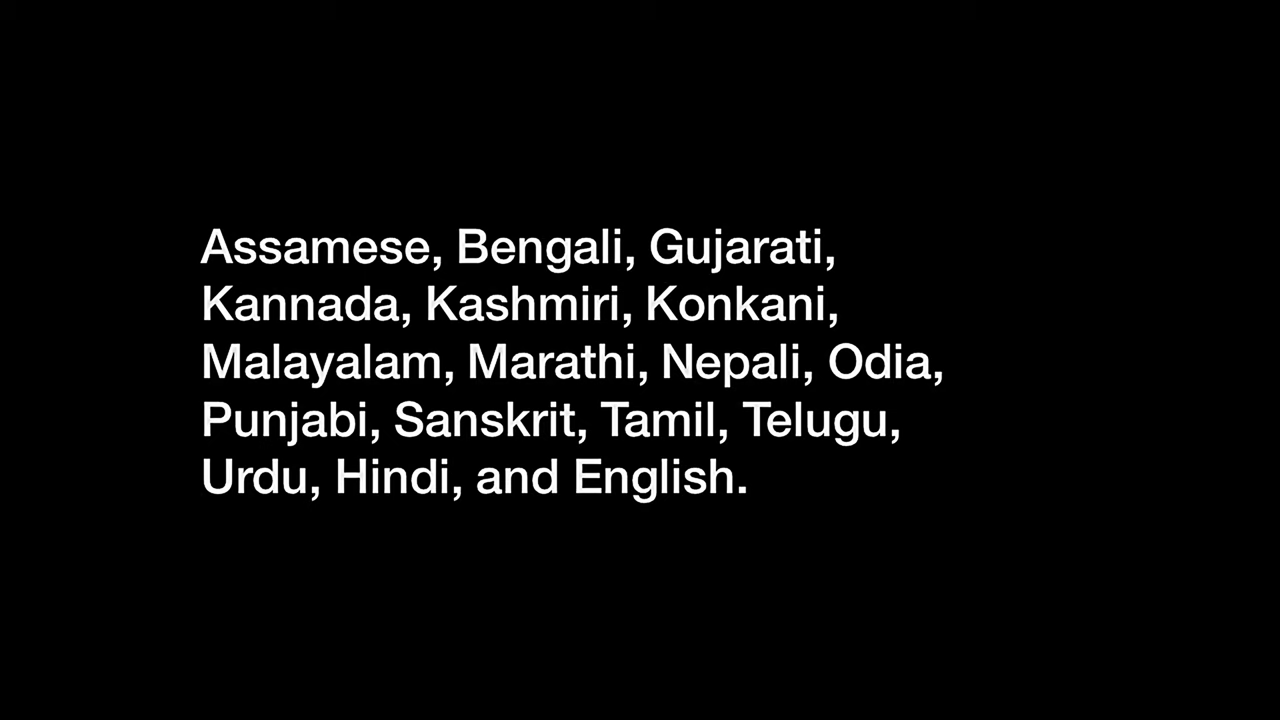 Assamese, Bengali, Gujarati,
Kannada, Kashmiri, Konkani,
Malayalam, Marathi, Nepali, Odia,
Punjabi, Sanskrit, Tamil, Telugu,
Urdu, Hindi, and English.